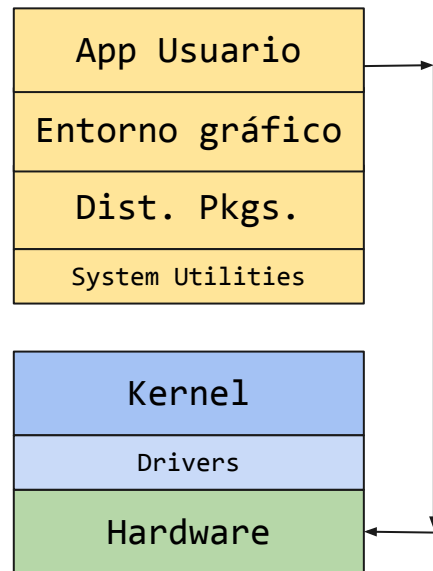 App Usuario
Entorno gráfico
Dist. Pkgs.
System Utilities
Kernel
Drivers
Hardware